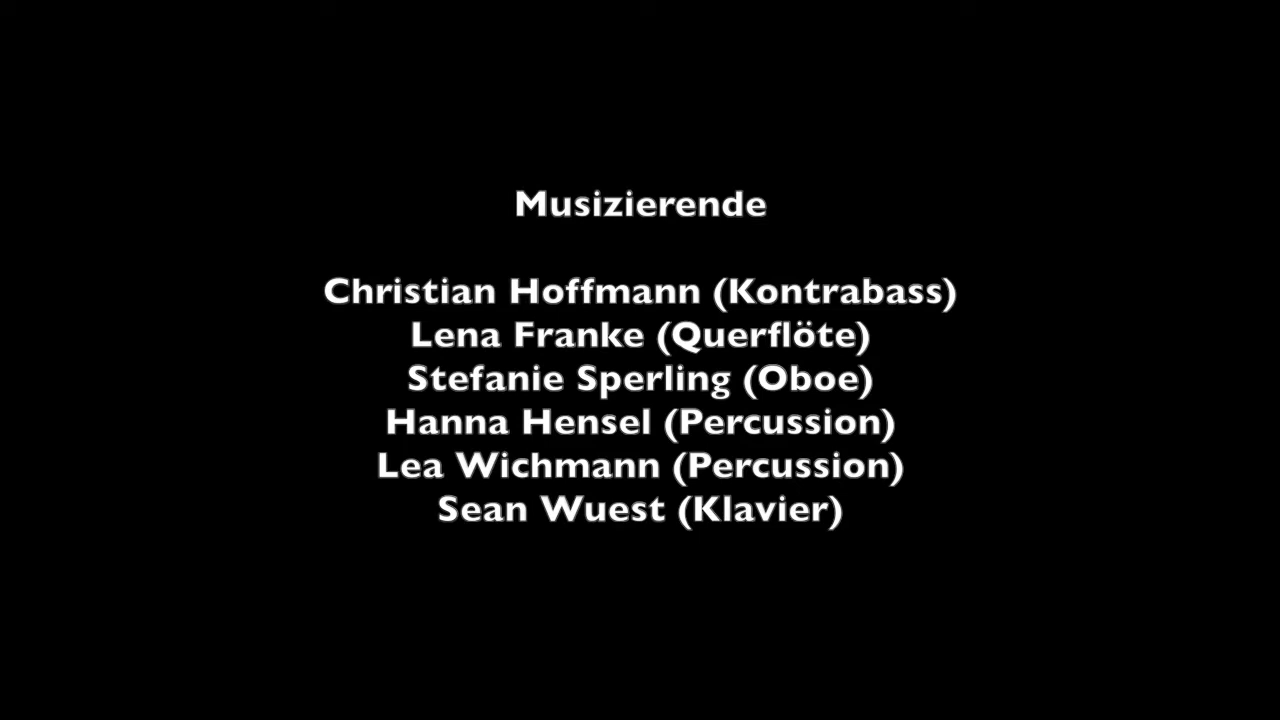 Musizierende
Christian Hoffmann (Kontrabass)
Lena Franke (Querflöte)
Stefanie Sperling (Oboe)
Hanna Hensel (Percussion)
Lea Wichmann (Percussion)
Sean Wuest (Klavier)